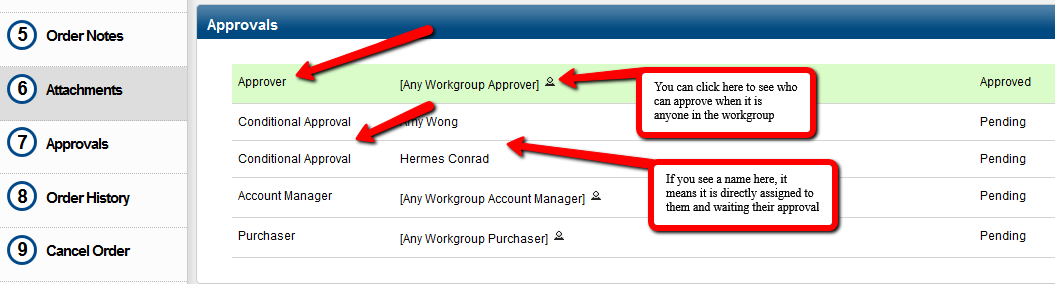 5 Order Notes
6 Attachments
7 Approvals
8 Order History
9 Cancel Order
Approvals
Approver [Any Workgroup Approver] Approved
Conditional Approval Amy Wong Pending
Conditional Approval Hermes Conrad Pending
Account Manager [Any Workgroup Account Manager] Pending
Purchaser [Any Workgroup Purchaser] Pending
You can click here to see who
can approve when it is
anyone in the workgroup
If you see a name here, it
means it is directly assigned to
them and waiting their approval